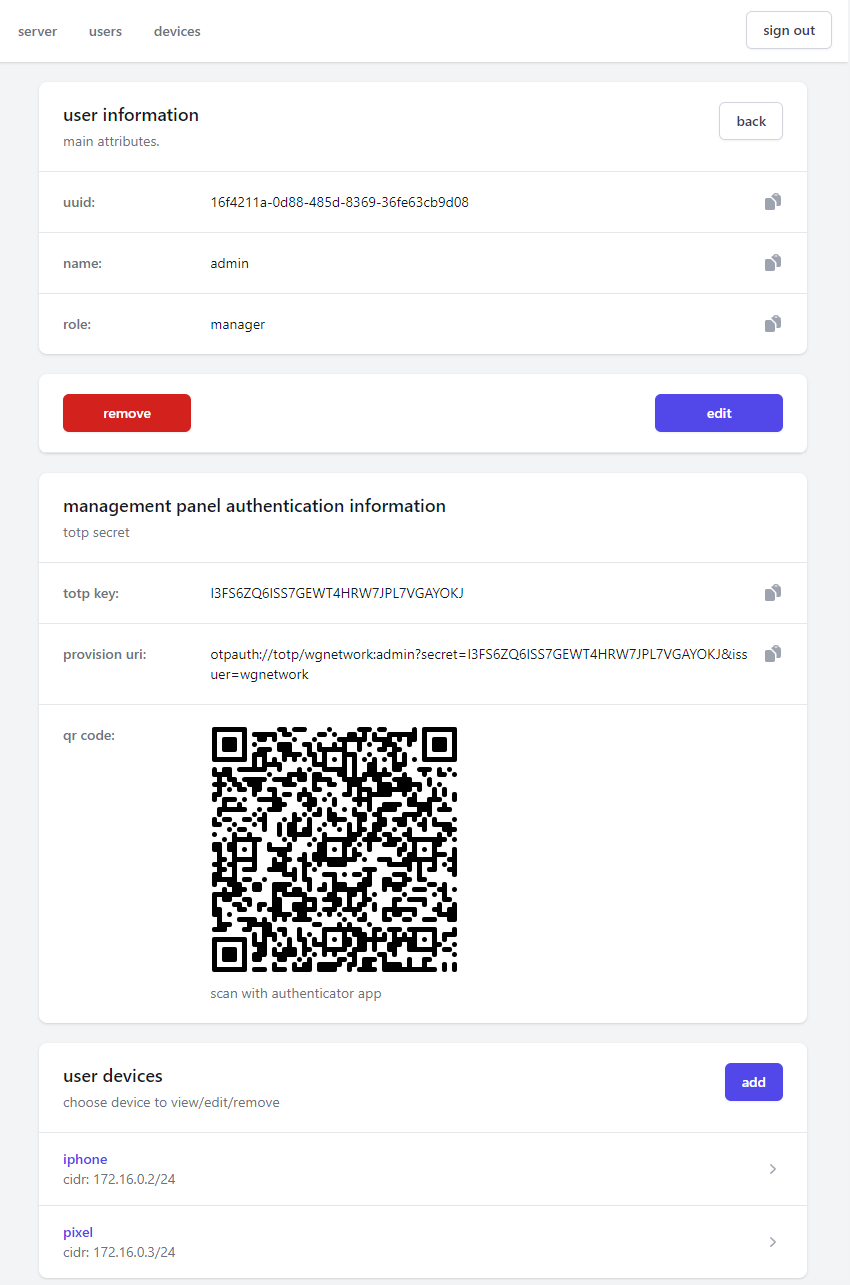 server users devices sign out
user information
back
main attributes.
uuid: 16f4211a-0d88-485d-8369-36fe63cb9d08
name: admin
role: manager
remove edit
management panel authentication information
totp secret
totp key: I3FS6ZQ6ISS7GEWT4HRW7JPL7VGAYOKJ
provision uri: otpauth://totp/wgnetwork:admin?secret=I3FS6ZQ6ISS7GEWT4HRW7JPL7VGAYOKJ&iss
uer=wgnetwork
qr code:
scan with authenticator app
user devices
add
choose device to view/edit/remove
iphone
cidr: 172.16.0.2/24
pixel
cidr: 172.16.0.3/24